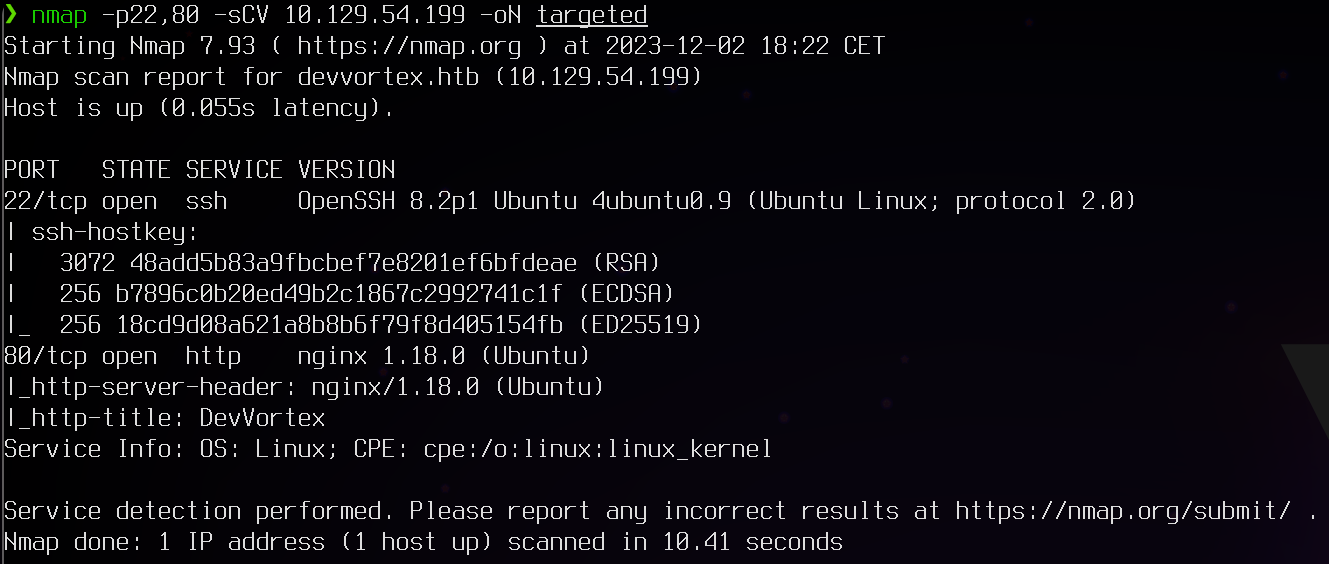 ❯ nmap -p22,80 -sCV 10.129.54.199 -oN targeted
Starting Nmap 7.93 ( https://nmap.org ) at 2023-12-02 18:22 CET
Nmap scan report for devvortex.htb (10.129.54.199)
Host is up (0.055s latency).
PORT   STATE SERVICE VERSION
22/tcp open  ssh     OpenSSH 8.2p1 Ubuntu 4ubuntu0.9 (Ubuntu Linux; protocol 2.0)
| ssh-hostkey:
|   3072 48add5b83a9fbcbef7e8201ef6bfdeae (RSA)
|   256 b7896c0b20ed49b2c1867c2992741c1f (ECDSA)
|_  256 18cd9d08a621a8b8b6f79f8d405154fb (ED25519)
80/tcp open  http    nginx 1.18.0 (Ubuntu)
|_http-server-header: nginx/1.18.0 (Ubuntu)
|_http-title: DevVortex
Service Info: OS: Linux; CPE: cpe:/o:linux:linux_kernel
Service detection performed. Please report any incorrect results at https://nmap.org/submit/ .
Nmap done: 1 IP address (1 host up) scanned in 10.41 seconds